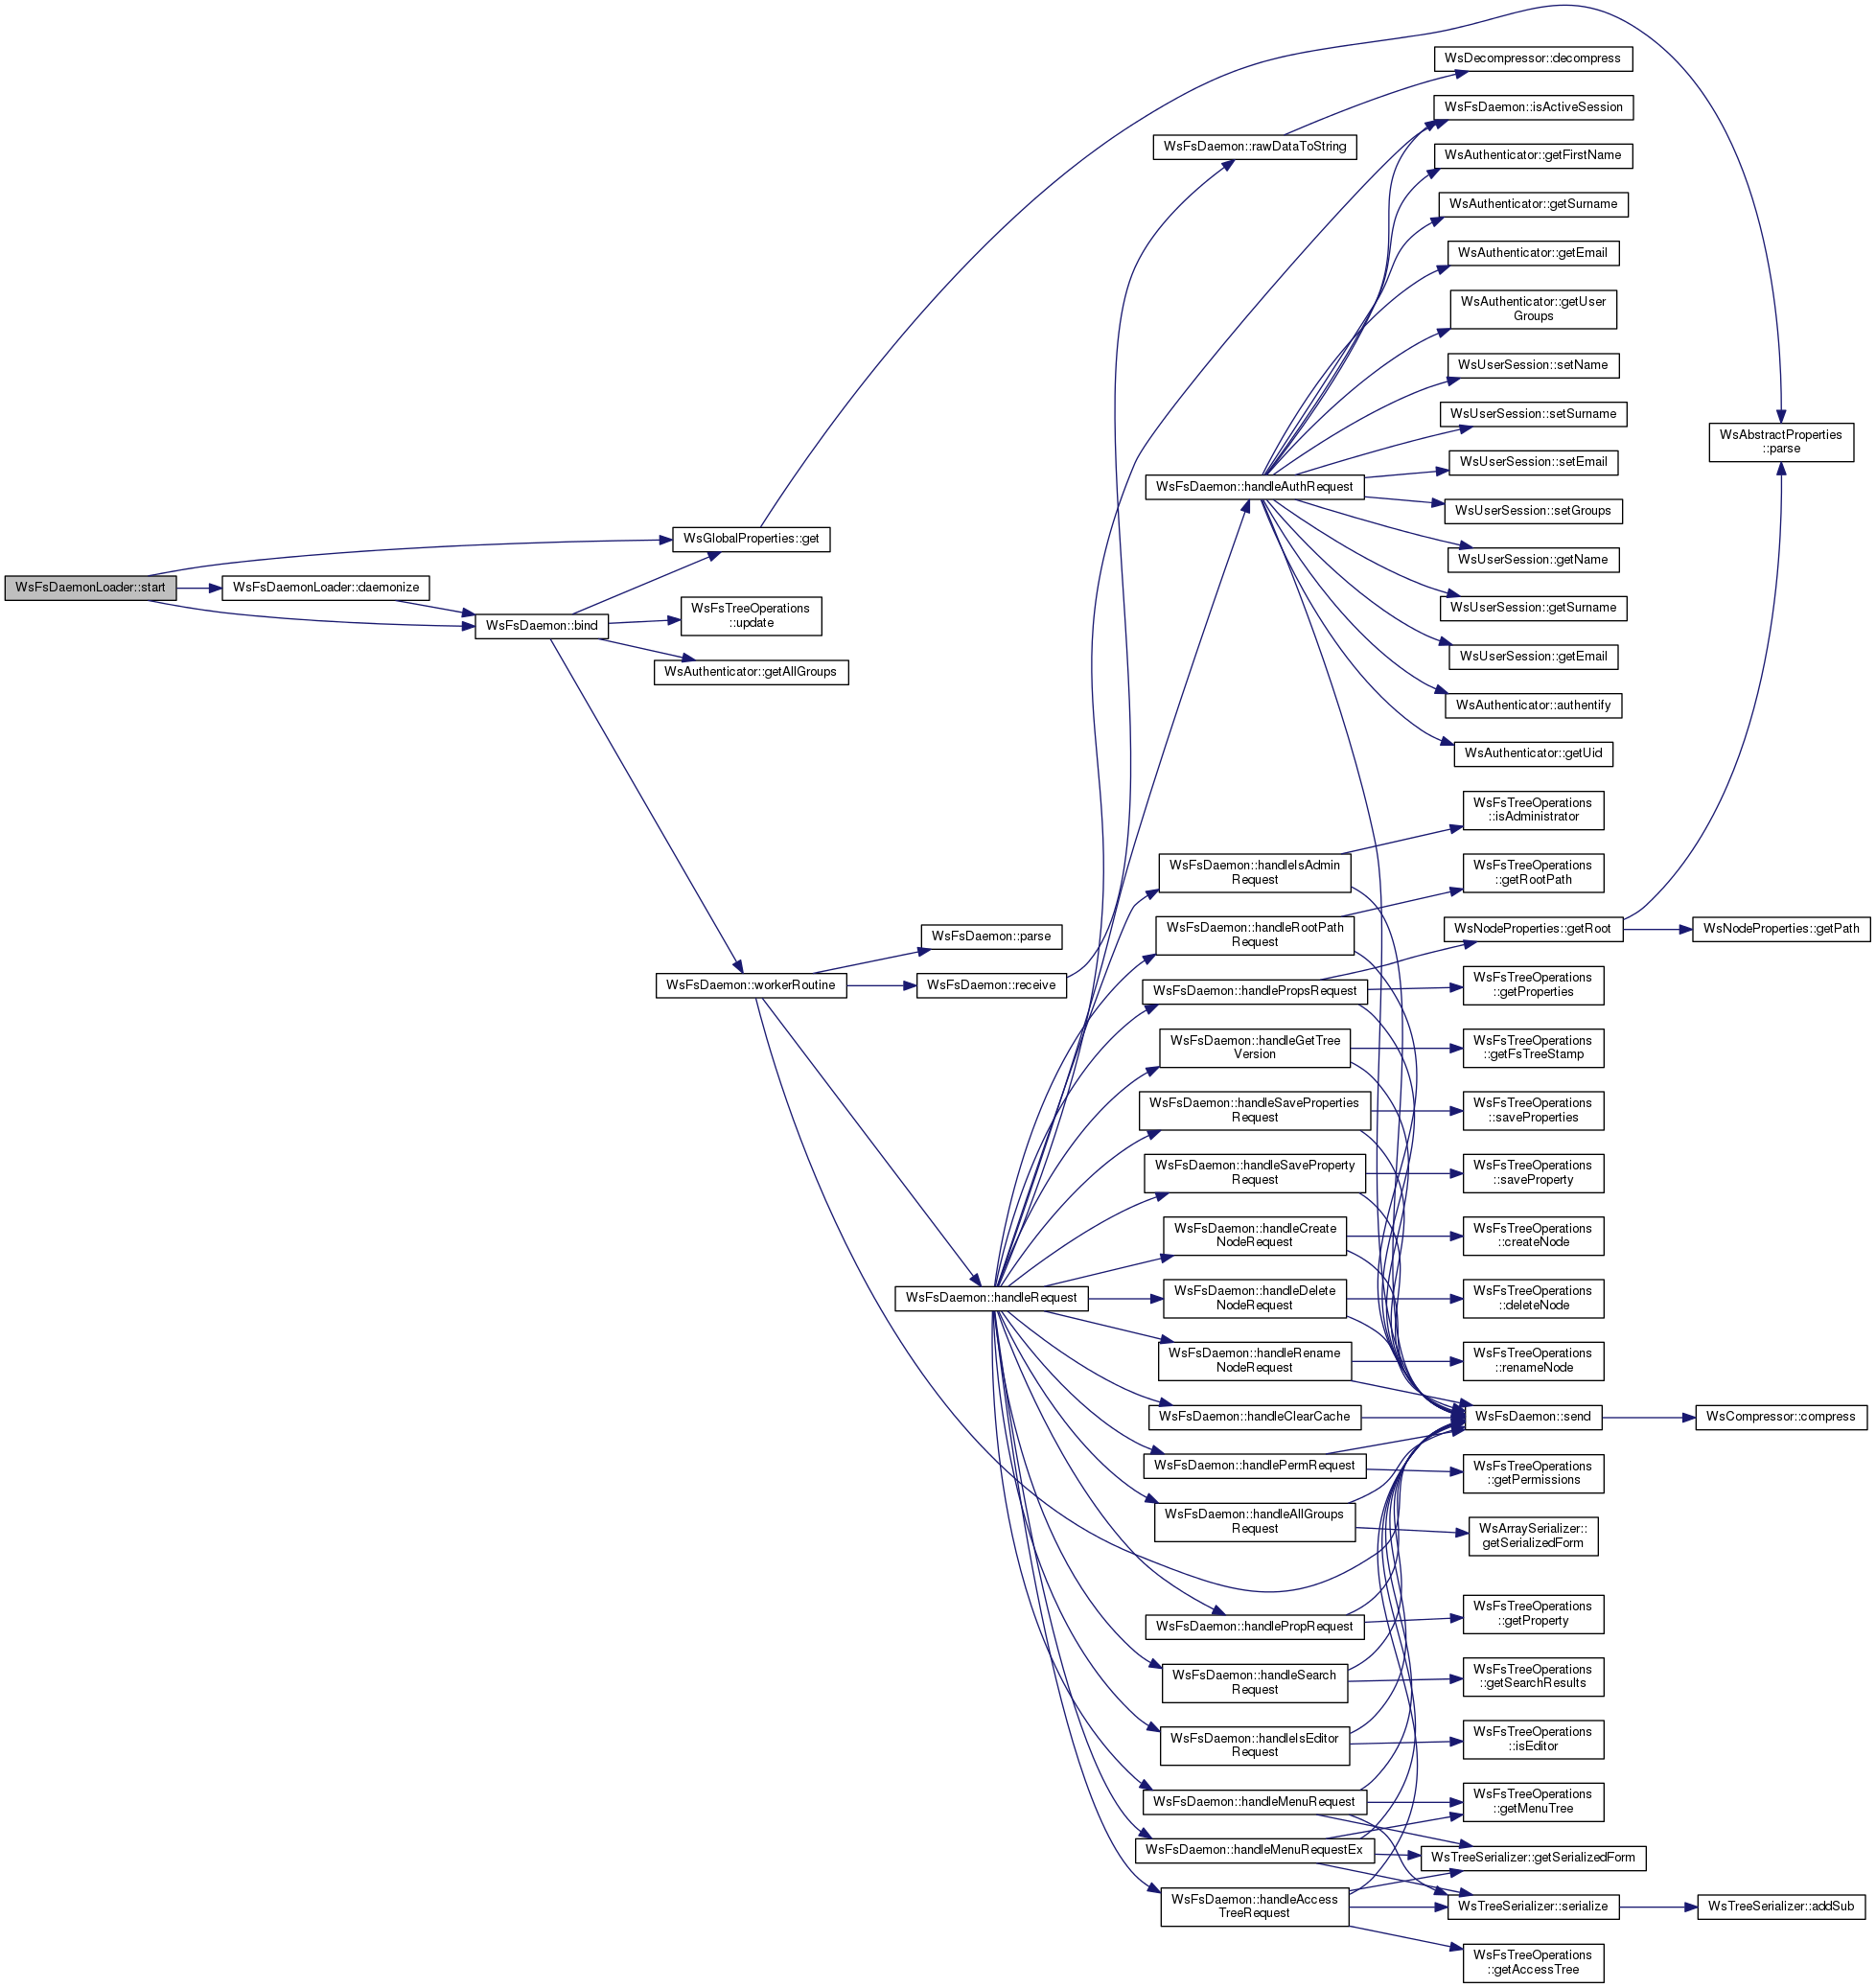 WsFsDaemonLoader::start
WsFsDaemonLoader::daemonize
WsFsDaemon::bind
WsGlobalProperties::get
WsFsTreeOperations
::update
WsAuthenticator::getAllGroups
WsFsDaemon::workerRoutine
WsFsDaemon::parse
WsFsDaemon::receive
WsFsDaemon::handleRequest
WsFsDaemon::rawDataToString
WsFsDaemon::handleAuthRequest
WsFsDaemon::handleIsAdmin
Request
WsFsDaemon::handleRootPath
Request
WsFsDaemon::handlePropsRequest
WsFsDaemon::handleGetTree
Version
WsFsDaemon::handleSaveProperties
Request
WsFsDaemon::handleSaveProperty
Request
WsFsDaemon::handleCreate
NodeRequest
WsFsDaemon::handleDelete
NodeRequest
WsFsDaemon::handleRename
NodeRequest
WsFsDaemon::handleClearCache
WsFsDaemon::handlePermRequest
WsFsDaemon::handleAllGroups
Request
WsFsDaemon::handlePropRequest
WsFsDaemon::handleSearch
Request
WsFsDaemon::handleIsEditor
Request
WsFsDaemon::handleMenuRequest
WsFsDaemon::handleMenuRequestEx
WsFsDaemon::handleAccess
TreeRequest
WsDecompressor::decompress
WsFsDaemon::isActiveSession
WsAuthenticator::getFirstName
WsAuthenticator::getSurname
WsAuthenticator::getEmail
WsAuthenticator::getUser
Groups
WsUserSession::setName
WsUserSession::setSurname
WsUserSession::setEmail
WsUserSession::setGroups
WsUserSession::getName
WsUserSession::getSurname
WsUserSession::getEmail
WsAuthenticator::authentify
WsAuthenticator::getUid
WsFsTreeOperations
::isAdministrator
WsFsTreeOperations
::getRootPath
WsNodeProperties::getRoot
WsFsTreeOperations
::getProperties
WsFsTreeOperations
::getFsTreeStamp
WsFsTreeOperations
::saveProperties
WsFsTreeOperations
::saveProperty
WsFsTreeOperations
::createNode
WsFsTreeOperations
::deleteNode
WsFsTreeOperations
::renameNode
WsFsDaemon::send
WsFsTreeOperations
::getPermissions
WsArraySerializer::
getSerializedForm
WsFsTreeOperations
::getProperty
WsFsTreeOperations
::getSearchResults
WsFsTreeOperations
::isEditor
WsFsTreeOperations
::getMenuTree
WsTreeSerializer::getSerializedForm
WsTreeSerializer::serialize
WsFsTreeOperations
::getAccessTree
WsAbstractProperties
::parse
WsNodeProperties::getPath
WsCompressor::compress
WsTreeSerializer::addSub